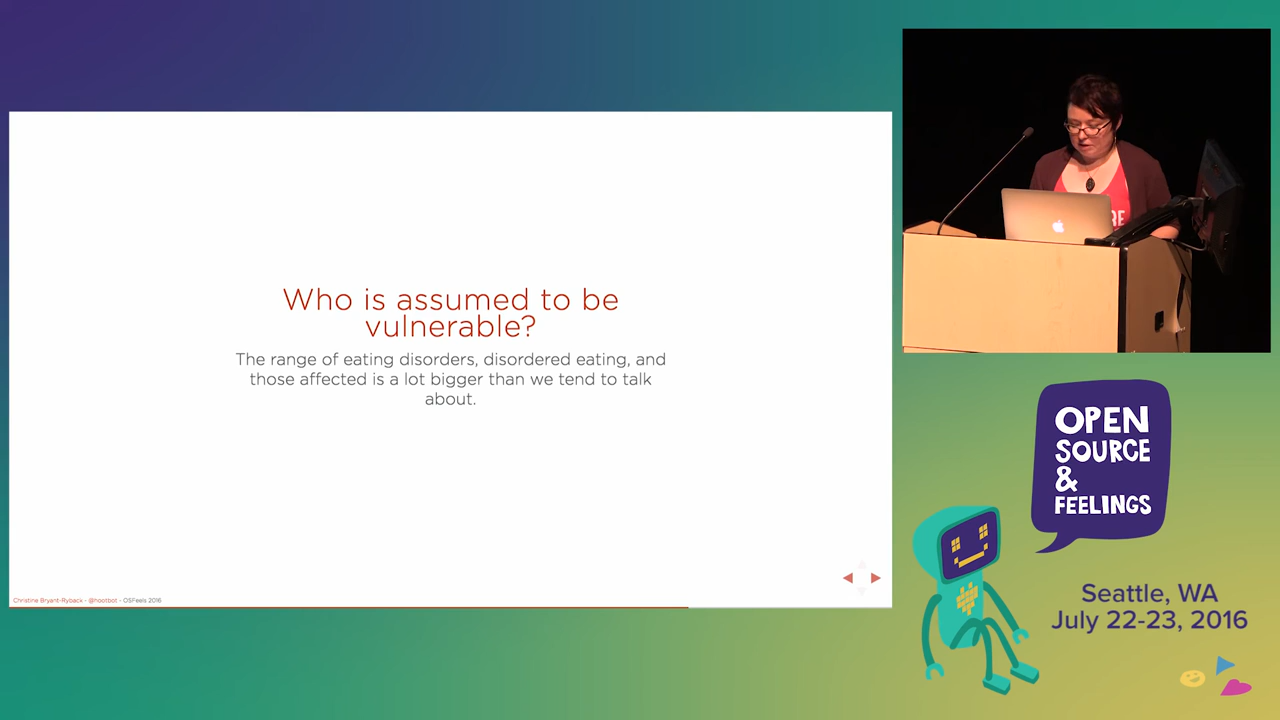 Who is assumed to be
vulnerable?
The range of eating disorders, disordered eating, and
those affected is a lot bigger than we tend to talk
about.
Christine Bryant-Ryback - @hootbot - OSFeels 2016
OPEN
SOURCE
&
FEELINGS
Seattle, WA
July 22-23, 2016